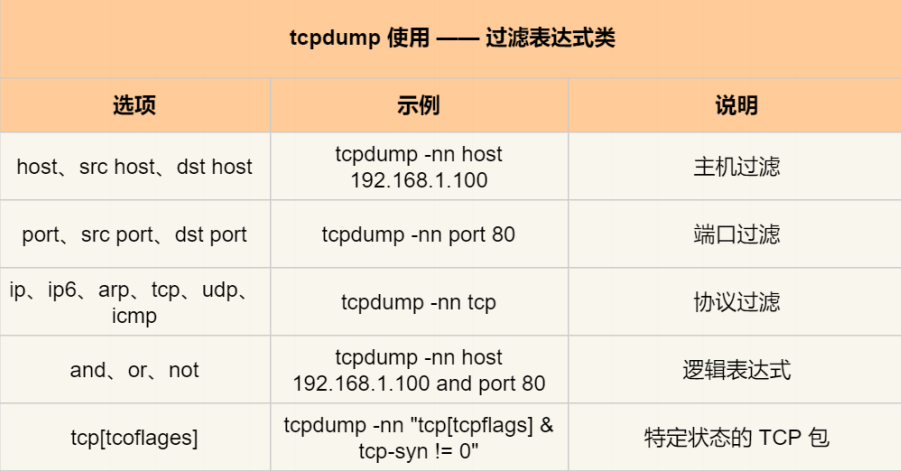 tcpdump 使用 —— 过滤表达式类
选项
示例
说明
host、src host、dst host
tcpdump -nn host
192.168.1.100
主机过滤
port、src port、dst port
tcpdump -nn port 80
端口过滤
ip、ip6、arp、tcp、udp、
icmp
tcpdump -nn tcp
协议过滤
and、or、not
tcpdump -nn host
192.168.1.100 and port 80
逻辑表达式
tcp[tcoflages]
tcpdump -nn "tcp[tcpflags] &
tcp-syn != 0"
特定状态的 TCP 包